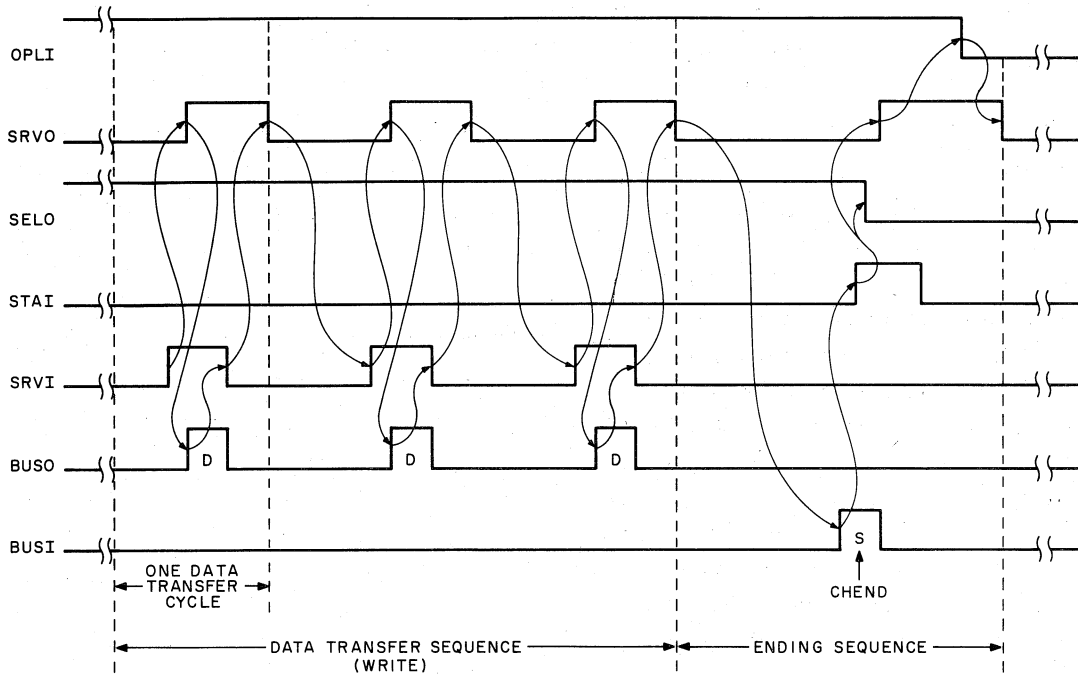 OPLI
SRVO
SELO
STAI
SRVI
BUSO
D
D
D
BUSI
S
CHEND
ONE DATA
TRANSFER
CYCLE
DATA TRANSFER SEQUENCE
(WRITE)
ENDING SEQUENCE